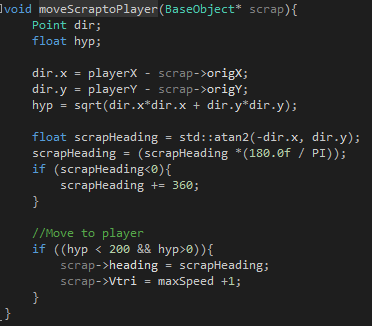 void moveScraptoPlayer(BaseObject* scrap){
Point dir;
float hyp;
dir.x = playerX - scrap->origX;
dir.y = playerY - scrap->origY;
hyp = sqrt(dir.x*dir.x + dir.y*dir.y);
float scrapHeading = std::atan2(-dir.x, dir.y);
scrapHeading = (scrapHeading *(180.0f / PI));
if (scrapHeading<0){
scrapHeading += 360;
}
//Move to player
if ((hyp < 200 && hyp>0)){
scrap->heading = scrapHeading;
scrap->Vtri = maxSpeed +1;
}
}